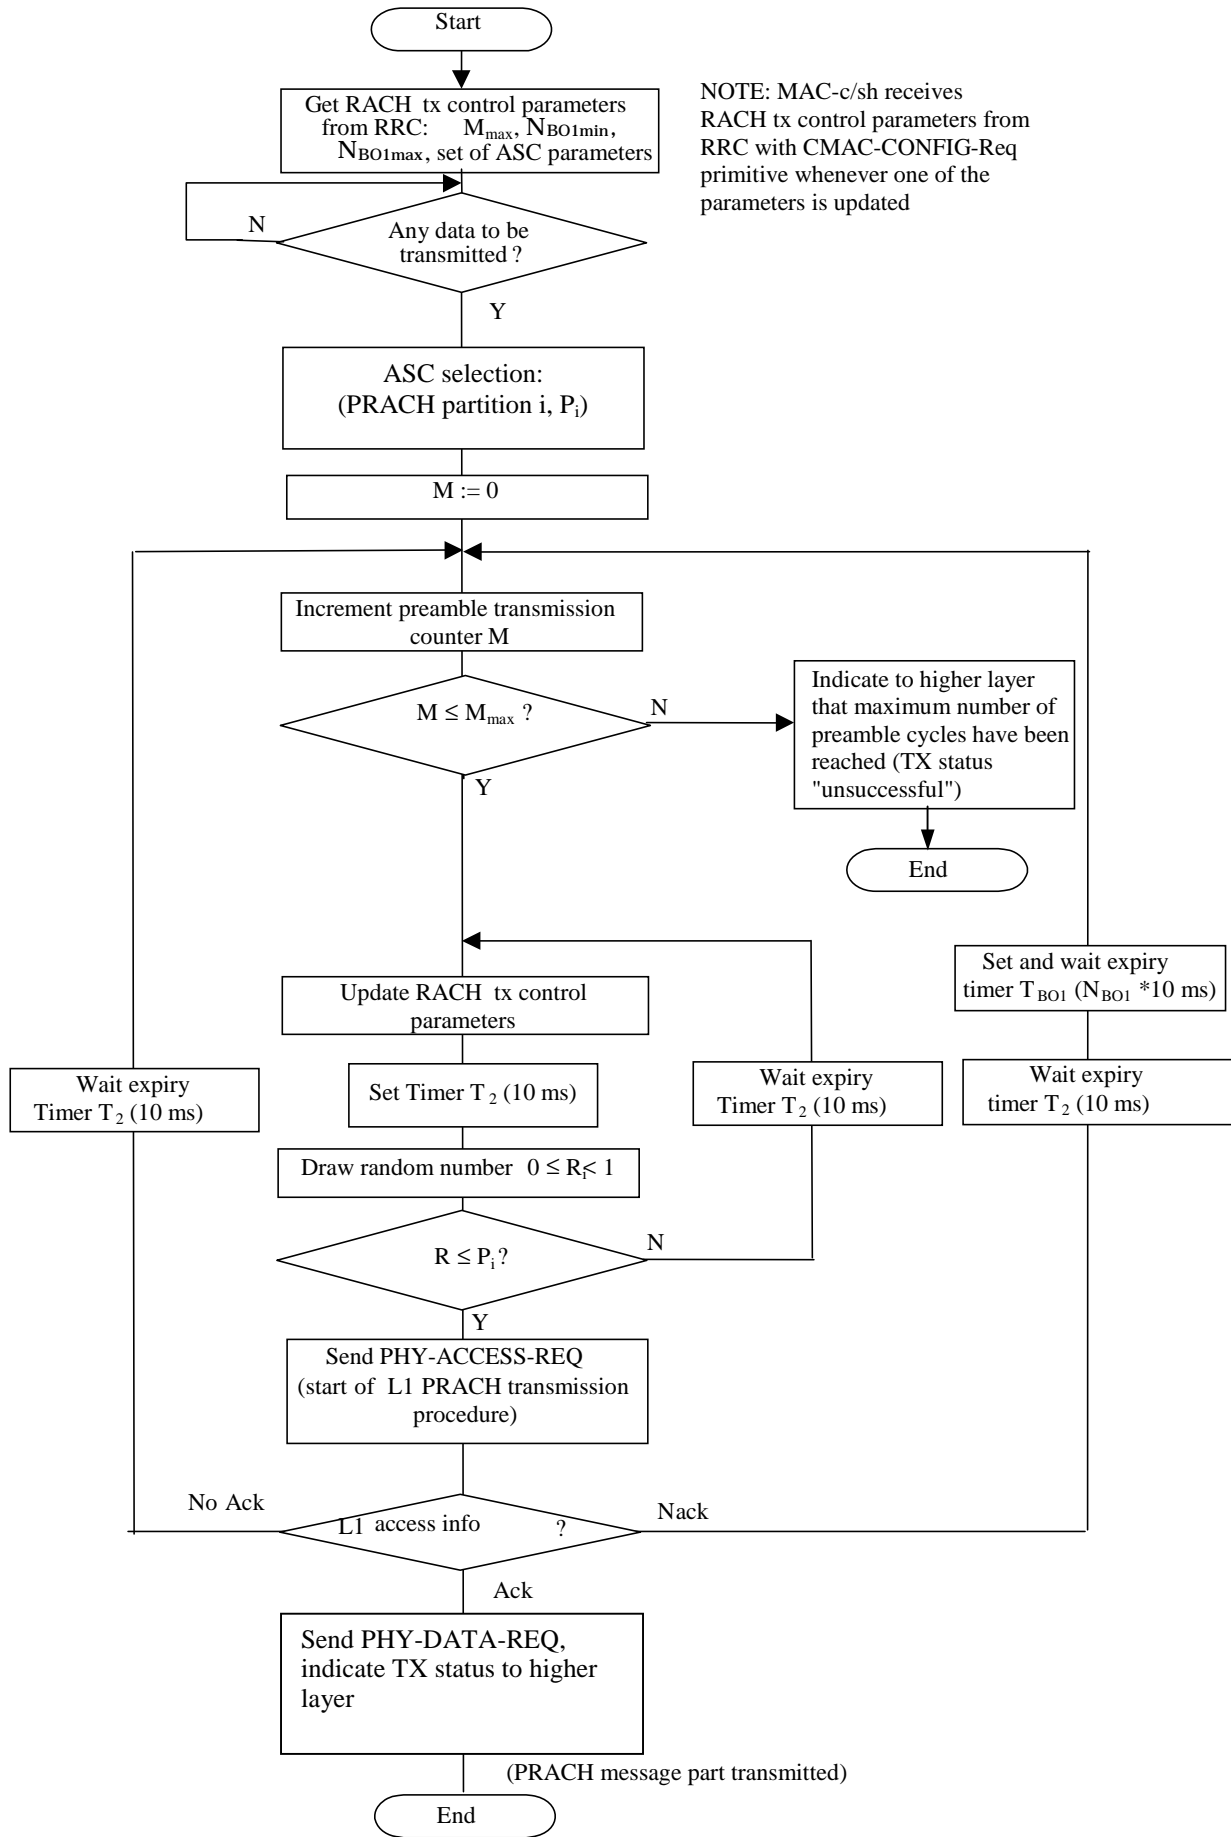 Start
Get RACH tx control parameters
from RRC: Mmax, NBO1min,
NBO1max, set of ASC parameters
NOTE: MAC-c/sh receives
RACH tx control parameters from
RRC with CMAC-CONFIG-Req
primitive whenever one of the
parameters is updated
N
Any data to be
transmitted ?
Y
ASC selection:
(PRACH partition i, Pi)
M := 0
Increment preamble transmission
counter M
M ≤ Mmax ?
N
Y
Indicate to higher layer
that maximum number of
preamble cycles have been
reached (TX status
"unsuccessful")
End
Update RACH tx control
parameters
Set and wait expiry
timer TBO1 (NBO1 *10 ms)
Wait expiry
Timer T2 (10 ms)
Set Timer T2 (10 ms)
Wait expiry
Timer T2 (10 ms)
Wait expiry
timer T2 (10 ms)
Draw random number 0 ≤ Ri< 1
R ≤ Pi?
N
Y
Send PHY-ACCESS-REQ
(start of L1 PRACH transmission
procedure)
No Ack
L1 access info ?
Nack
Ack
Send PHY-DATA-REQ,
indicate TX status to higher
layer
(PRACH message part transmitted)
End